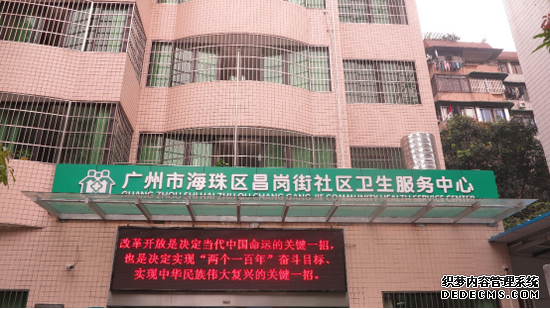 广州市海珠区昌岗街社区卫生服务中心
GUANG ZHOU SHI HAI ZHU QU CHANG GANG JIE COMMUNITY HEALTH SERVICE CENTER
改革开放是决定当代中国命运的关键一招,
也是决定实现“两个一百年”奋斗目标、
实现中华民族伟大复兴的关键一招。
织梦内容管理系统
DEDECMS.COM